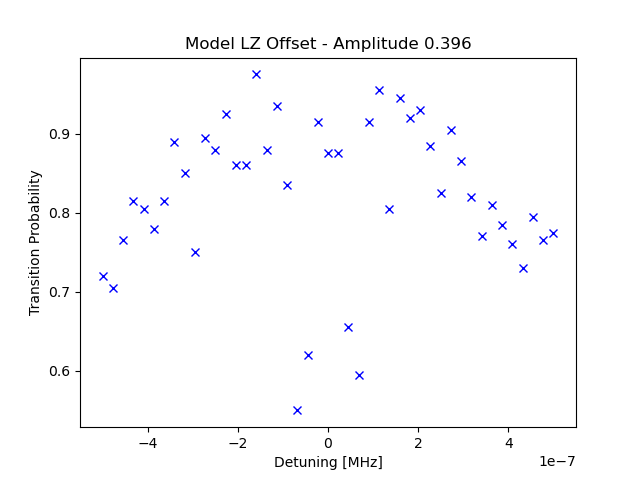 Model LZ Offset - Amplitude 0.396
Transition Probability
0.9
0.8
0.7
0.6
−4
−2
0
2
4
1e−7
Detuning [MHz]